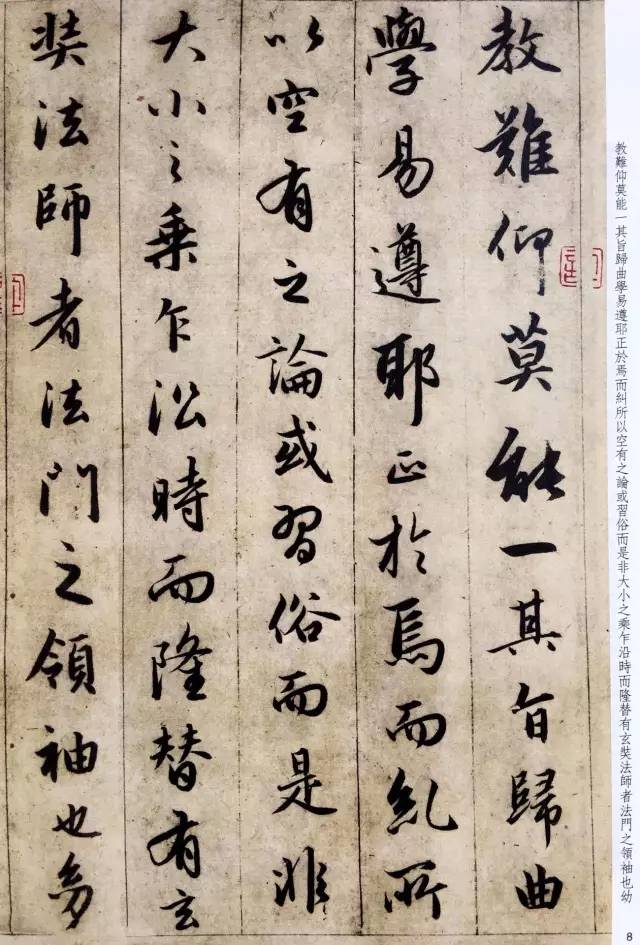 教難仰莫能一其旨歸曲
學易遵耶正於焉而糺所
以空有之論或習俗而是非
大小之乘乍沿時而隆替有玄
奘法師者法門之領袖也幼
教難仰莫能一其旨歸曲學易遵耶正於焉而糾所以空有之論或習俗而是非大小之乘乍沿時而隆替有玄奘法師者法門之領袖也幼
8